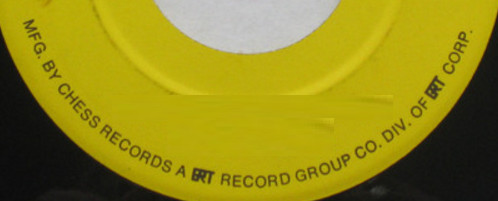 MFG. BY CHESS RECORDS A GRT RECORD GROUP CO. DIV. OF GRT CORP.